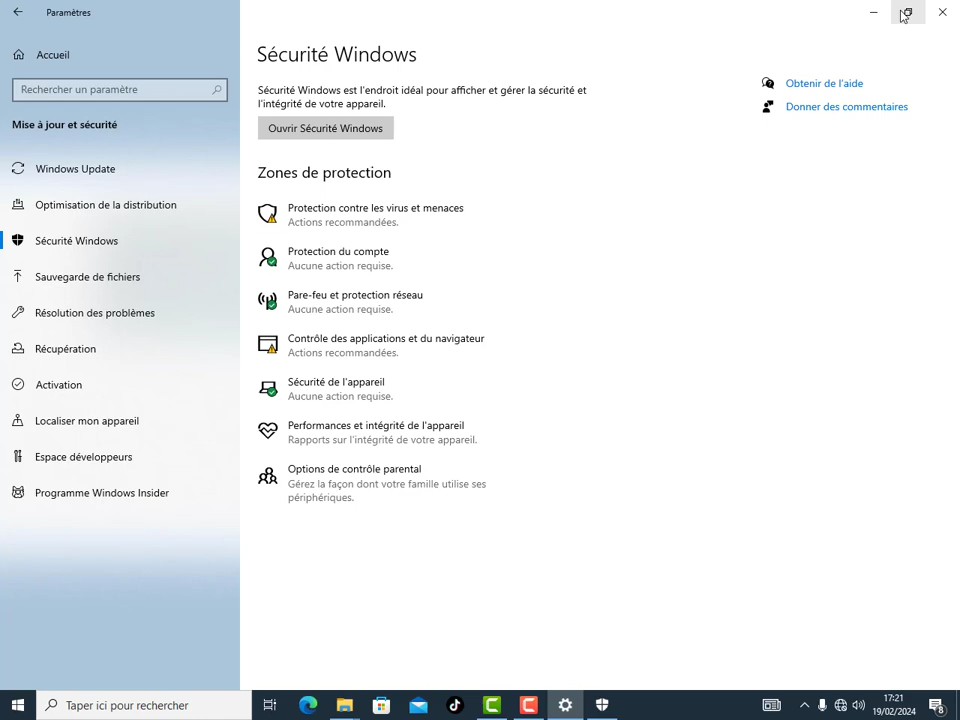 Paramètres
Accueil
Rechercher un paramètre
Mise à jour et sécurité
Windows Update
Optimisation de la distribution
Sécurité Windows
Sauvegarde de fichiers
Résolution des problèmes
Récupération
Activation
Localiser mon appareil
Espace développeurs
Programme Windows Insider
Sécurité Windows
Sécurité Windows est l'endroit idéal pour afficher et gérer la sécurité et
l'intégrité de votre appareil.
Ouvrir Sécurité Windows
Zones de protection
Protection contre les virus et menaces
Actions recommandées.
Protection du compte
Aucune action requise.
Pare-feu et protection réseau
Aucune action requise.
Contrôle des applications et du navigateur
Actions recommandées.
Sécurité de l'appareil
Aucune action requise.
Performances et intégrité de l'appareil
Rapports sur l'intégrité de votre appareil.
Options de contrôle parental
Gérez la façon dont votre famille utilise ses
périphériques.
Obtenir de l'aide
Donner des commentaires
Taper ici pour rechercher
17:21
19/02/2024
8